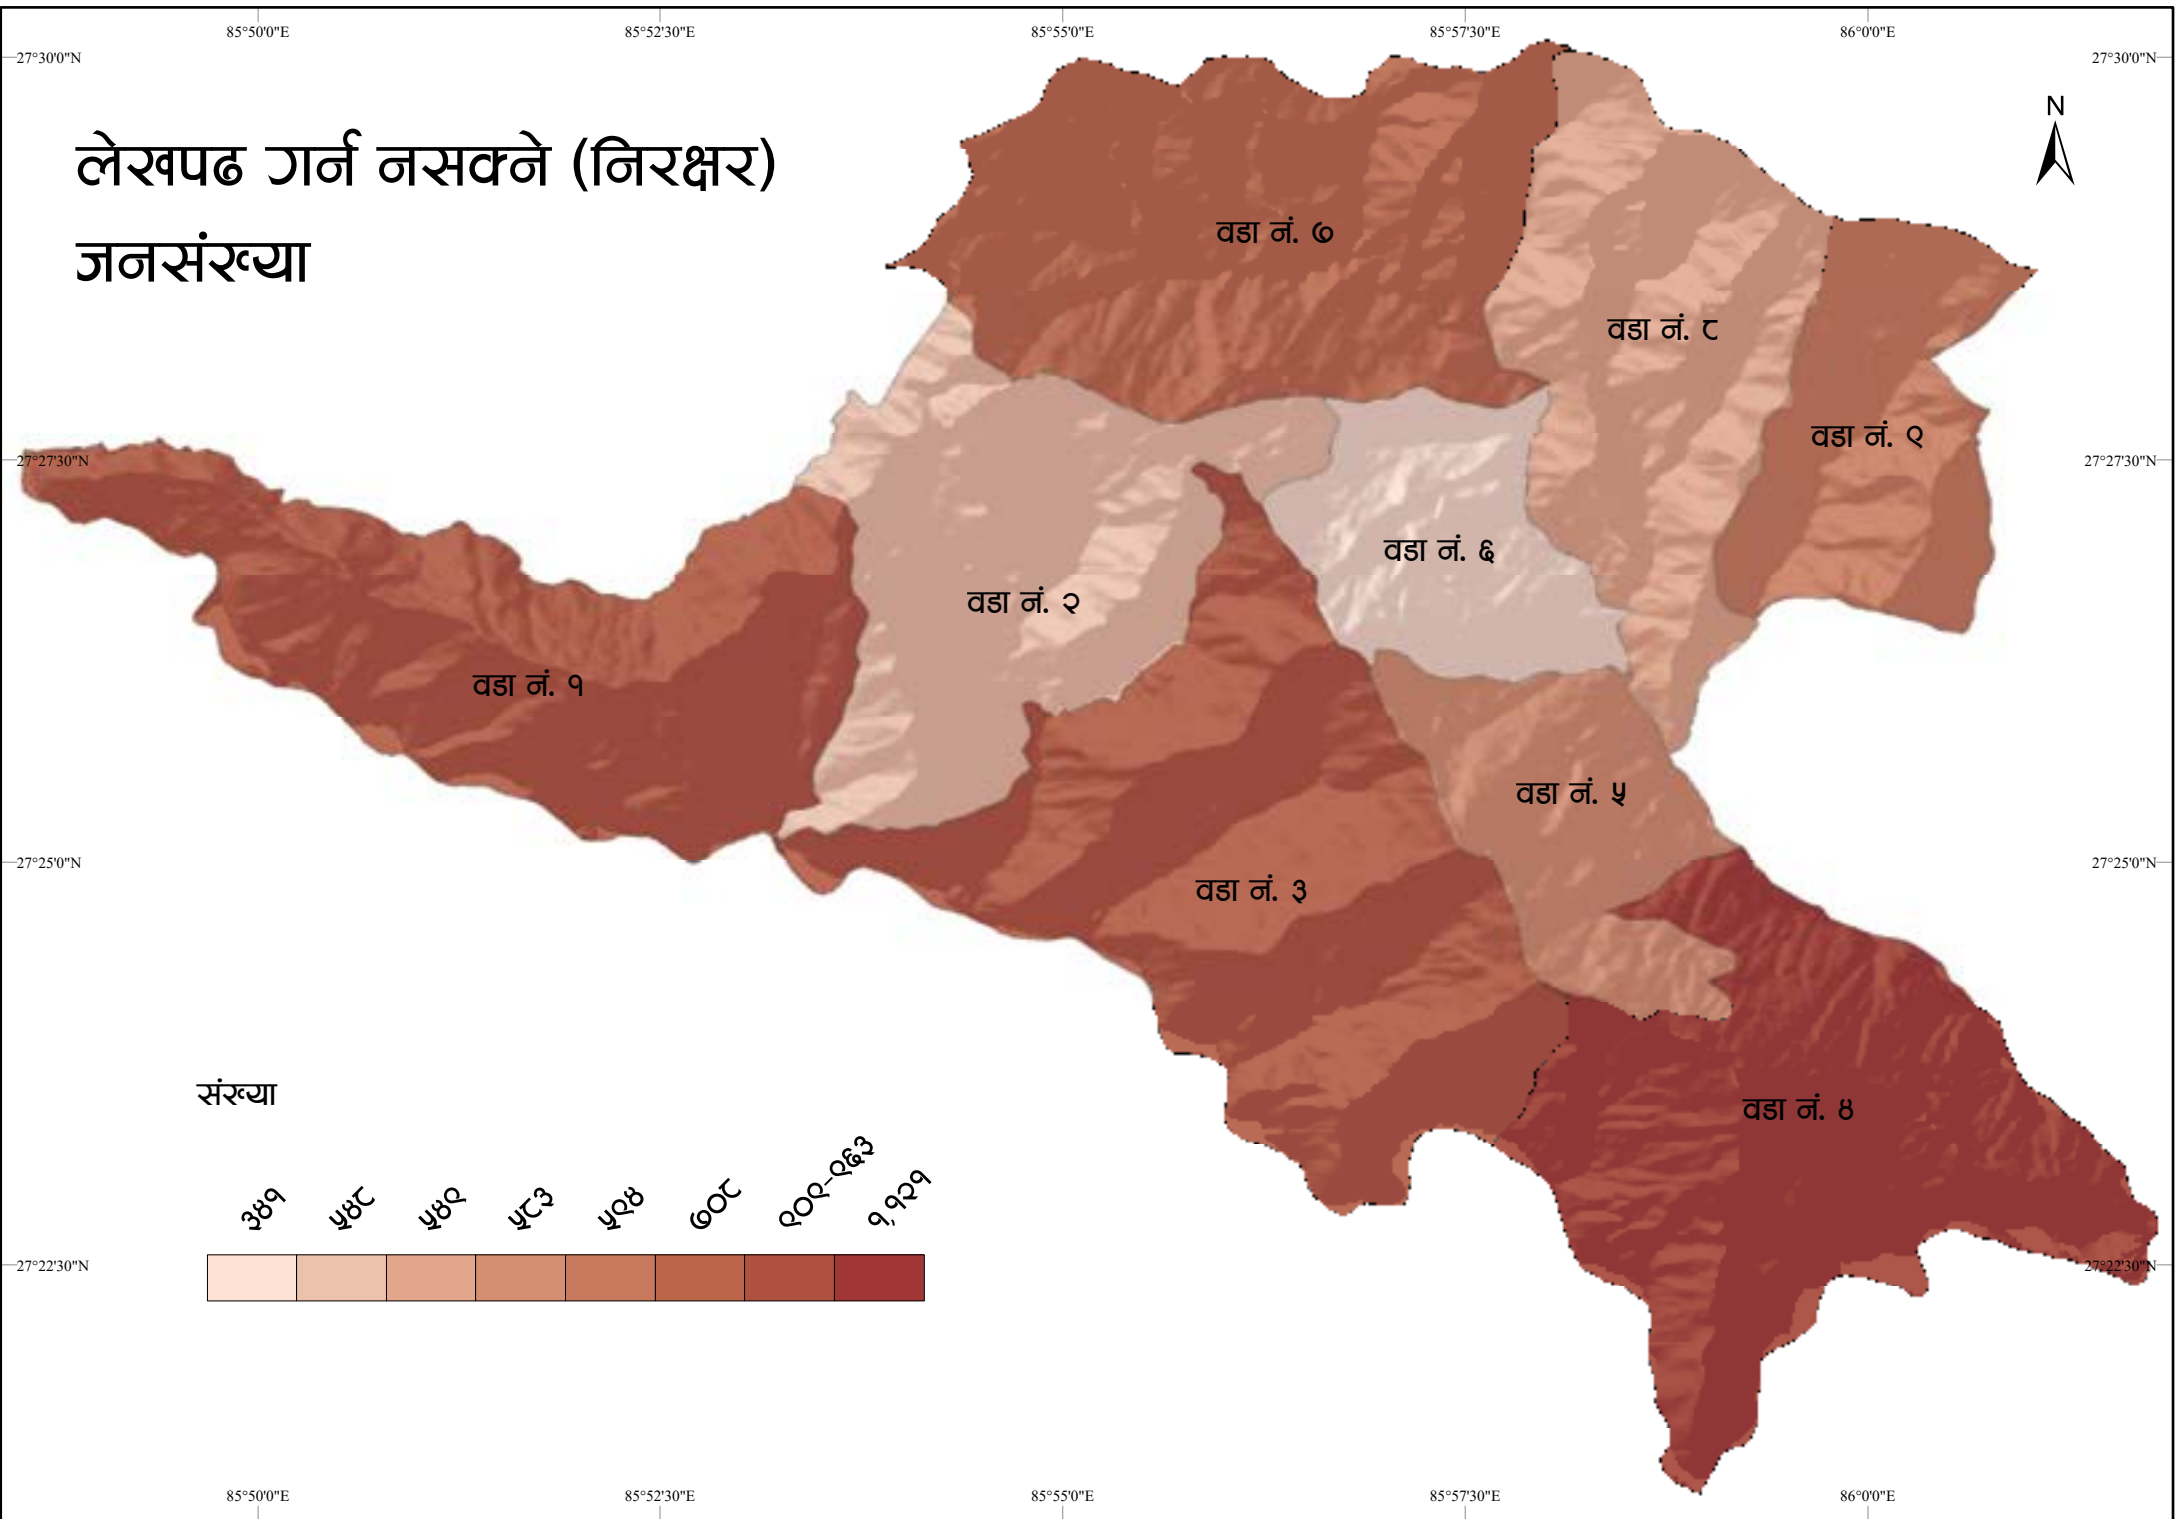 85°50'0"E 85°52'30"E 85°55'0"E 85°57'30"E 86°0'0"E
27°30'0"N 27°30'0"N
N
लेखपढ गर्न नसक्ने (निरक्षर)
जनसंख्या
वडा नं. ७
वडा नं. ८
वडा नं. ९
27°27'30"N 27°27'30"N
वडा नं. ६
वडा नं. २
वडा नं. १
वडा नं. ५
27°25'0"N 27°25'0"N
वडा नं. ३
वडा नं. ४
संख्या
३४१ ५४८ ५४९ ५८३ ५९४ ७०८ ९०९-९६३ १,१२१
27°22'30"N 27°22'30"N
85°50'0"E 85°52'30"E 85°55'0"E 85°57'30"E 86°0'0"E